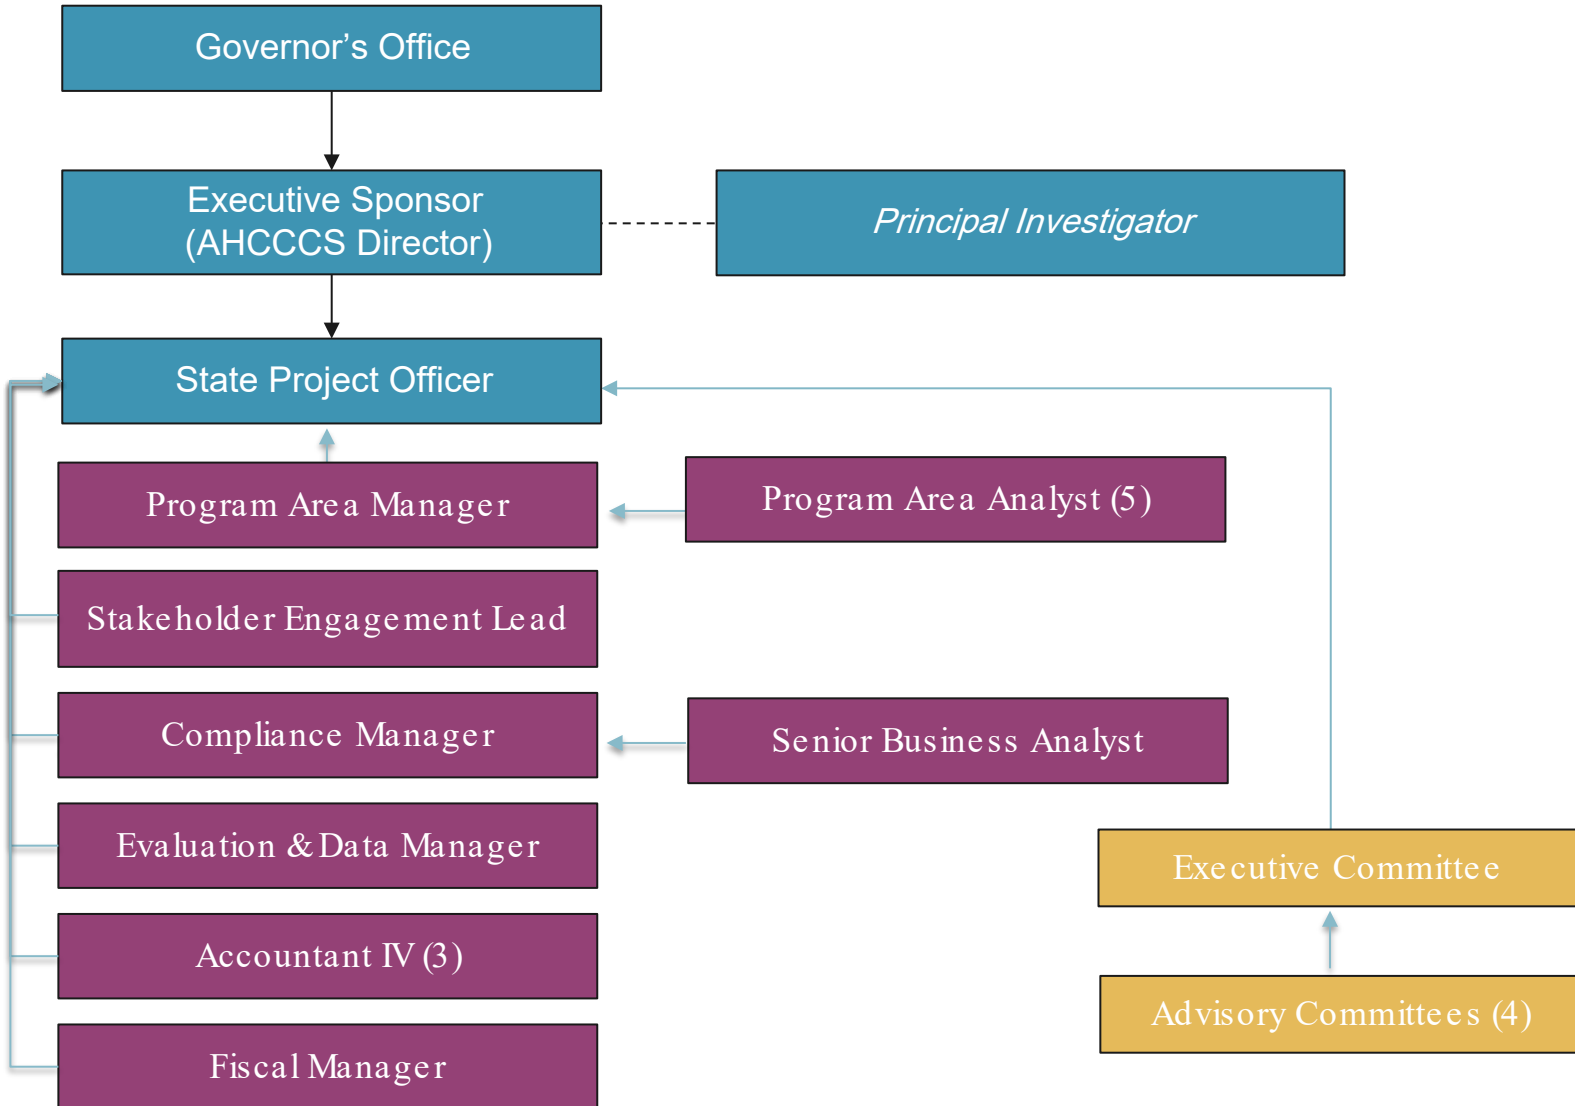 Governor’s Office
Executive Sponsor
(AHCCCS Director)
Principal Investigator
State Project Officer
Program Area Manager
Program Area Analyst (5)
Stakeholder Engagement Lead
Compliance Manager
Senior Business Analyst
Evaluation & Data Manager
Executive Committee
Accountant IV (3)
Advisory Committees (4)
Fiscal Manager